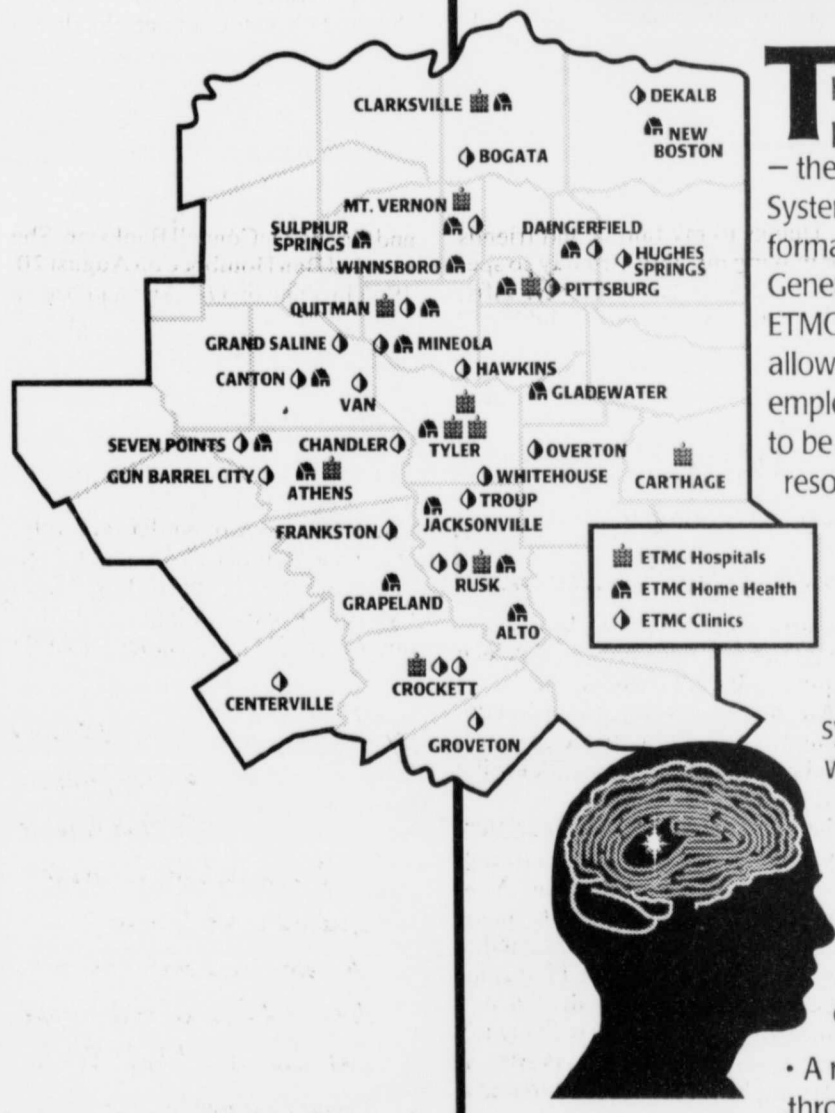 CLARKSVILLE
DEKALB
NEW
BOSTON
BOGATA
MT. VERNON
SULPHUR
SPRINGS
DAINGERFIELD
HUGHES
SPRINGS
WINNSBORO
PITTSBURG
QUITMAN
GRAND SALINE
MINEOLA
HAWKINS
CANTON
VAN
GLADEWATER
SEVEN POINTS
CHANDLER
TYLER
OVERTON
GUN BARREL CITY
ATHENS
WHITEHOUSE
CARTHAGE
TROUP
JACKSONVILLE
FRANKSTON
RUSK
GRAPELAND
ALTO
CROCKETT
CENTERVILLE
GROVETON
ETMC Hospitals
ETMC Home Health
ETMC Clinics
T
– the
System
forma
Gene
ETMC
allow
emple
to be
reso
s
w
• A r
thro